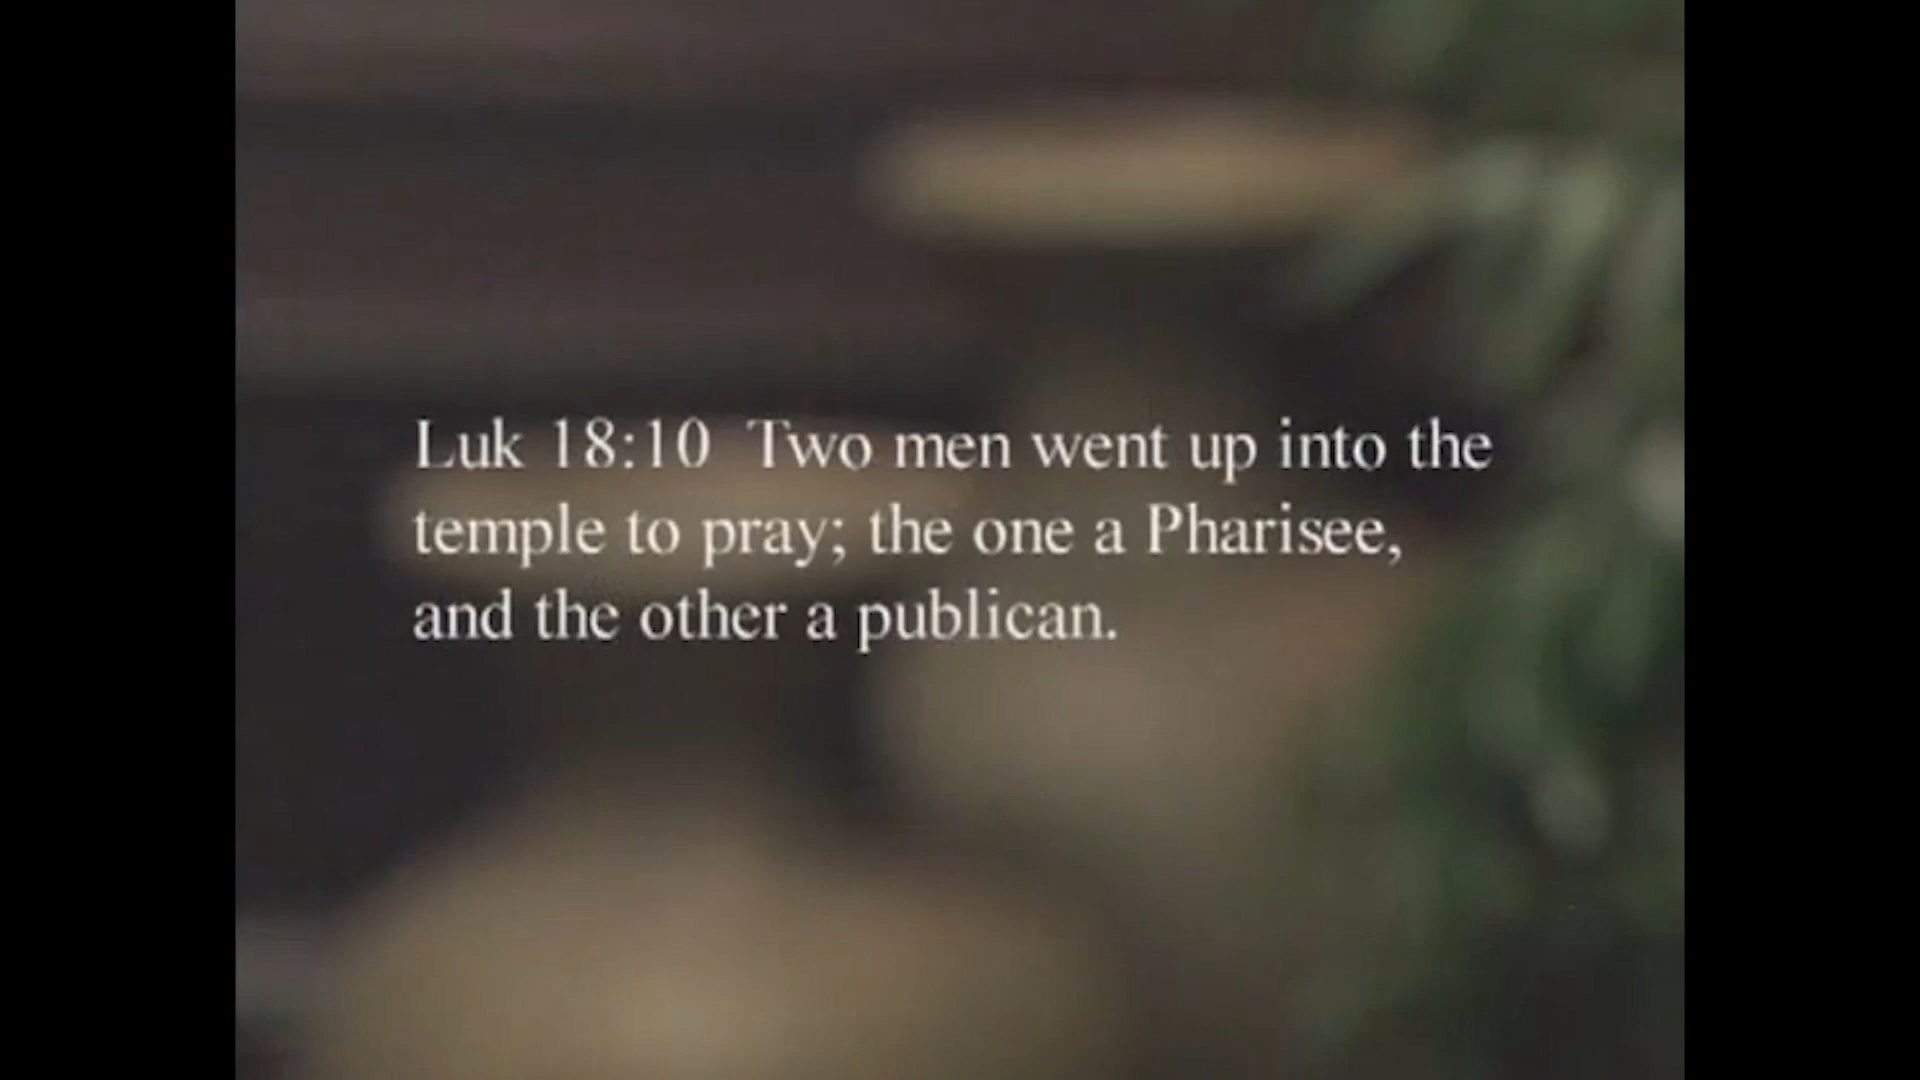 Luk 18:10  Two men went up into the
temple to pray; the one a Pharisee,
and the other a publican.